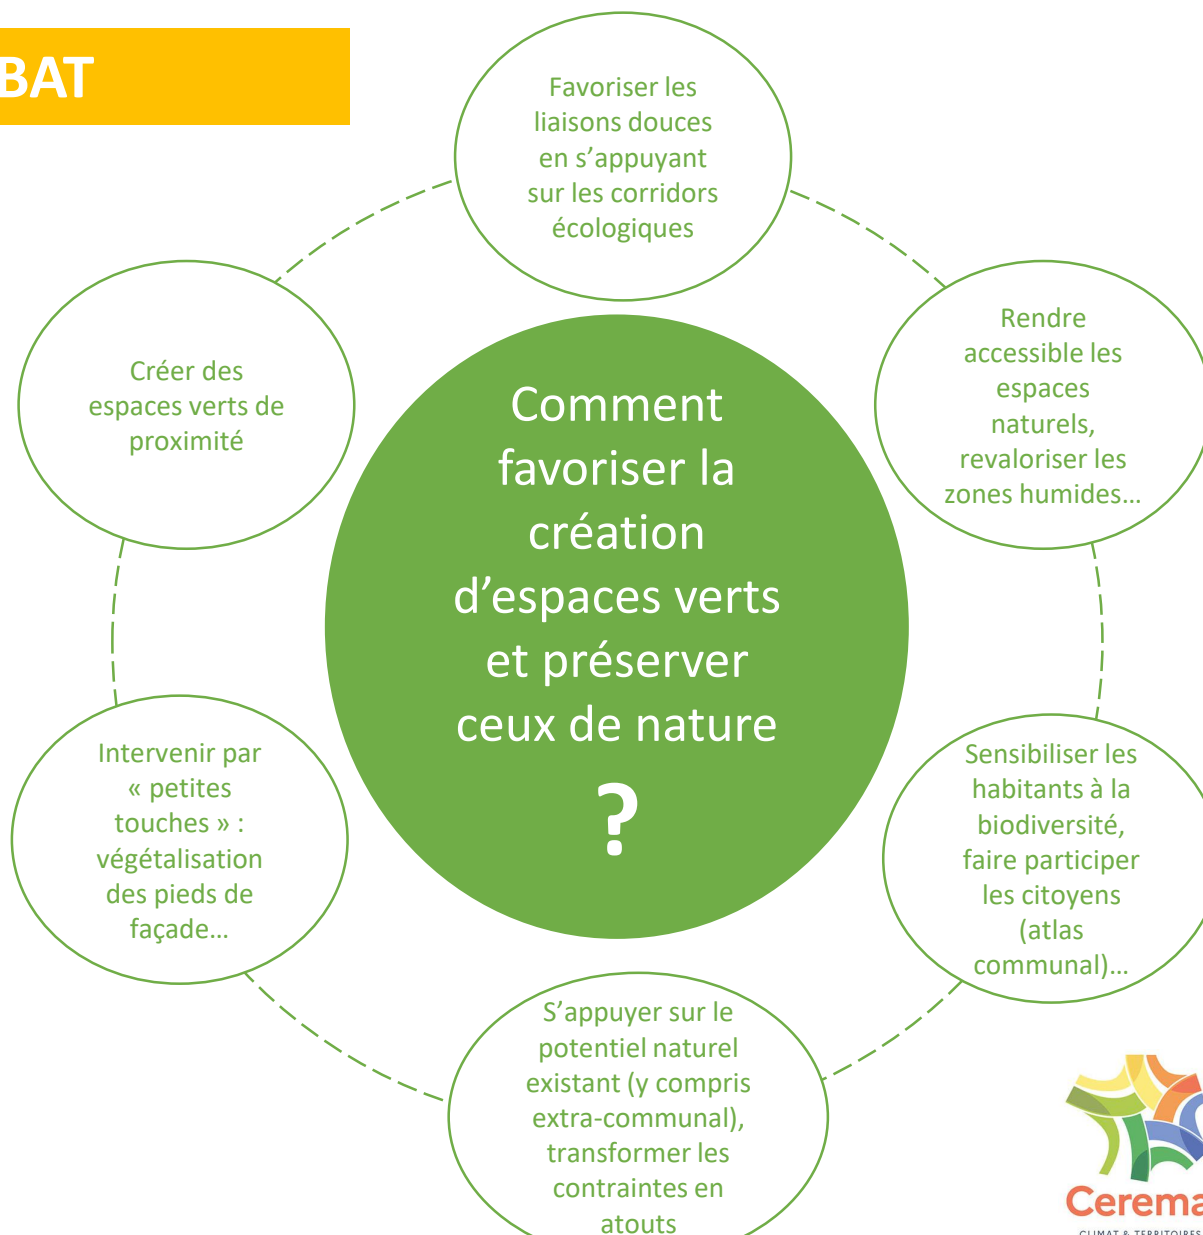 BAT
Favoriser les
liaisons douces
en s’appuyant
sur les corridors
écologiques
Rendre
accessible les
espaces
naturels,
revaloriser les
zones humides…
Sensibiliser les
habitants à la
biodiversité,
faire participer
les citoyens
(atlas
communal)…
S’appuyer sur le
potentiel naturel
existant (y compris
extra-communal),
transformer les
contraintes en
atouts
Intervenir par
« petites
touches » :
végétalisation
des pieds de
façade…
Créer des
espaces verts de
proximité
Comment
favoriser la
création
d’espaces verts
et préserver
ceux de nature
?
Cerema
CLIMAT & TERRITOIRES